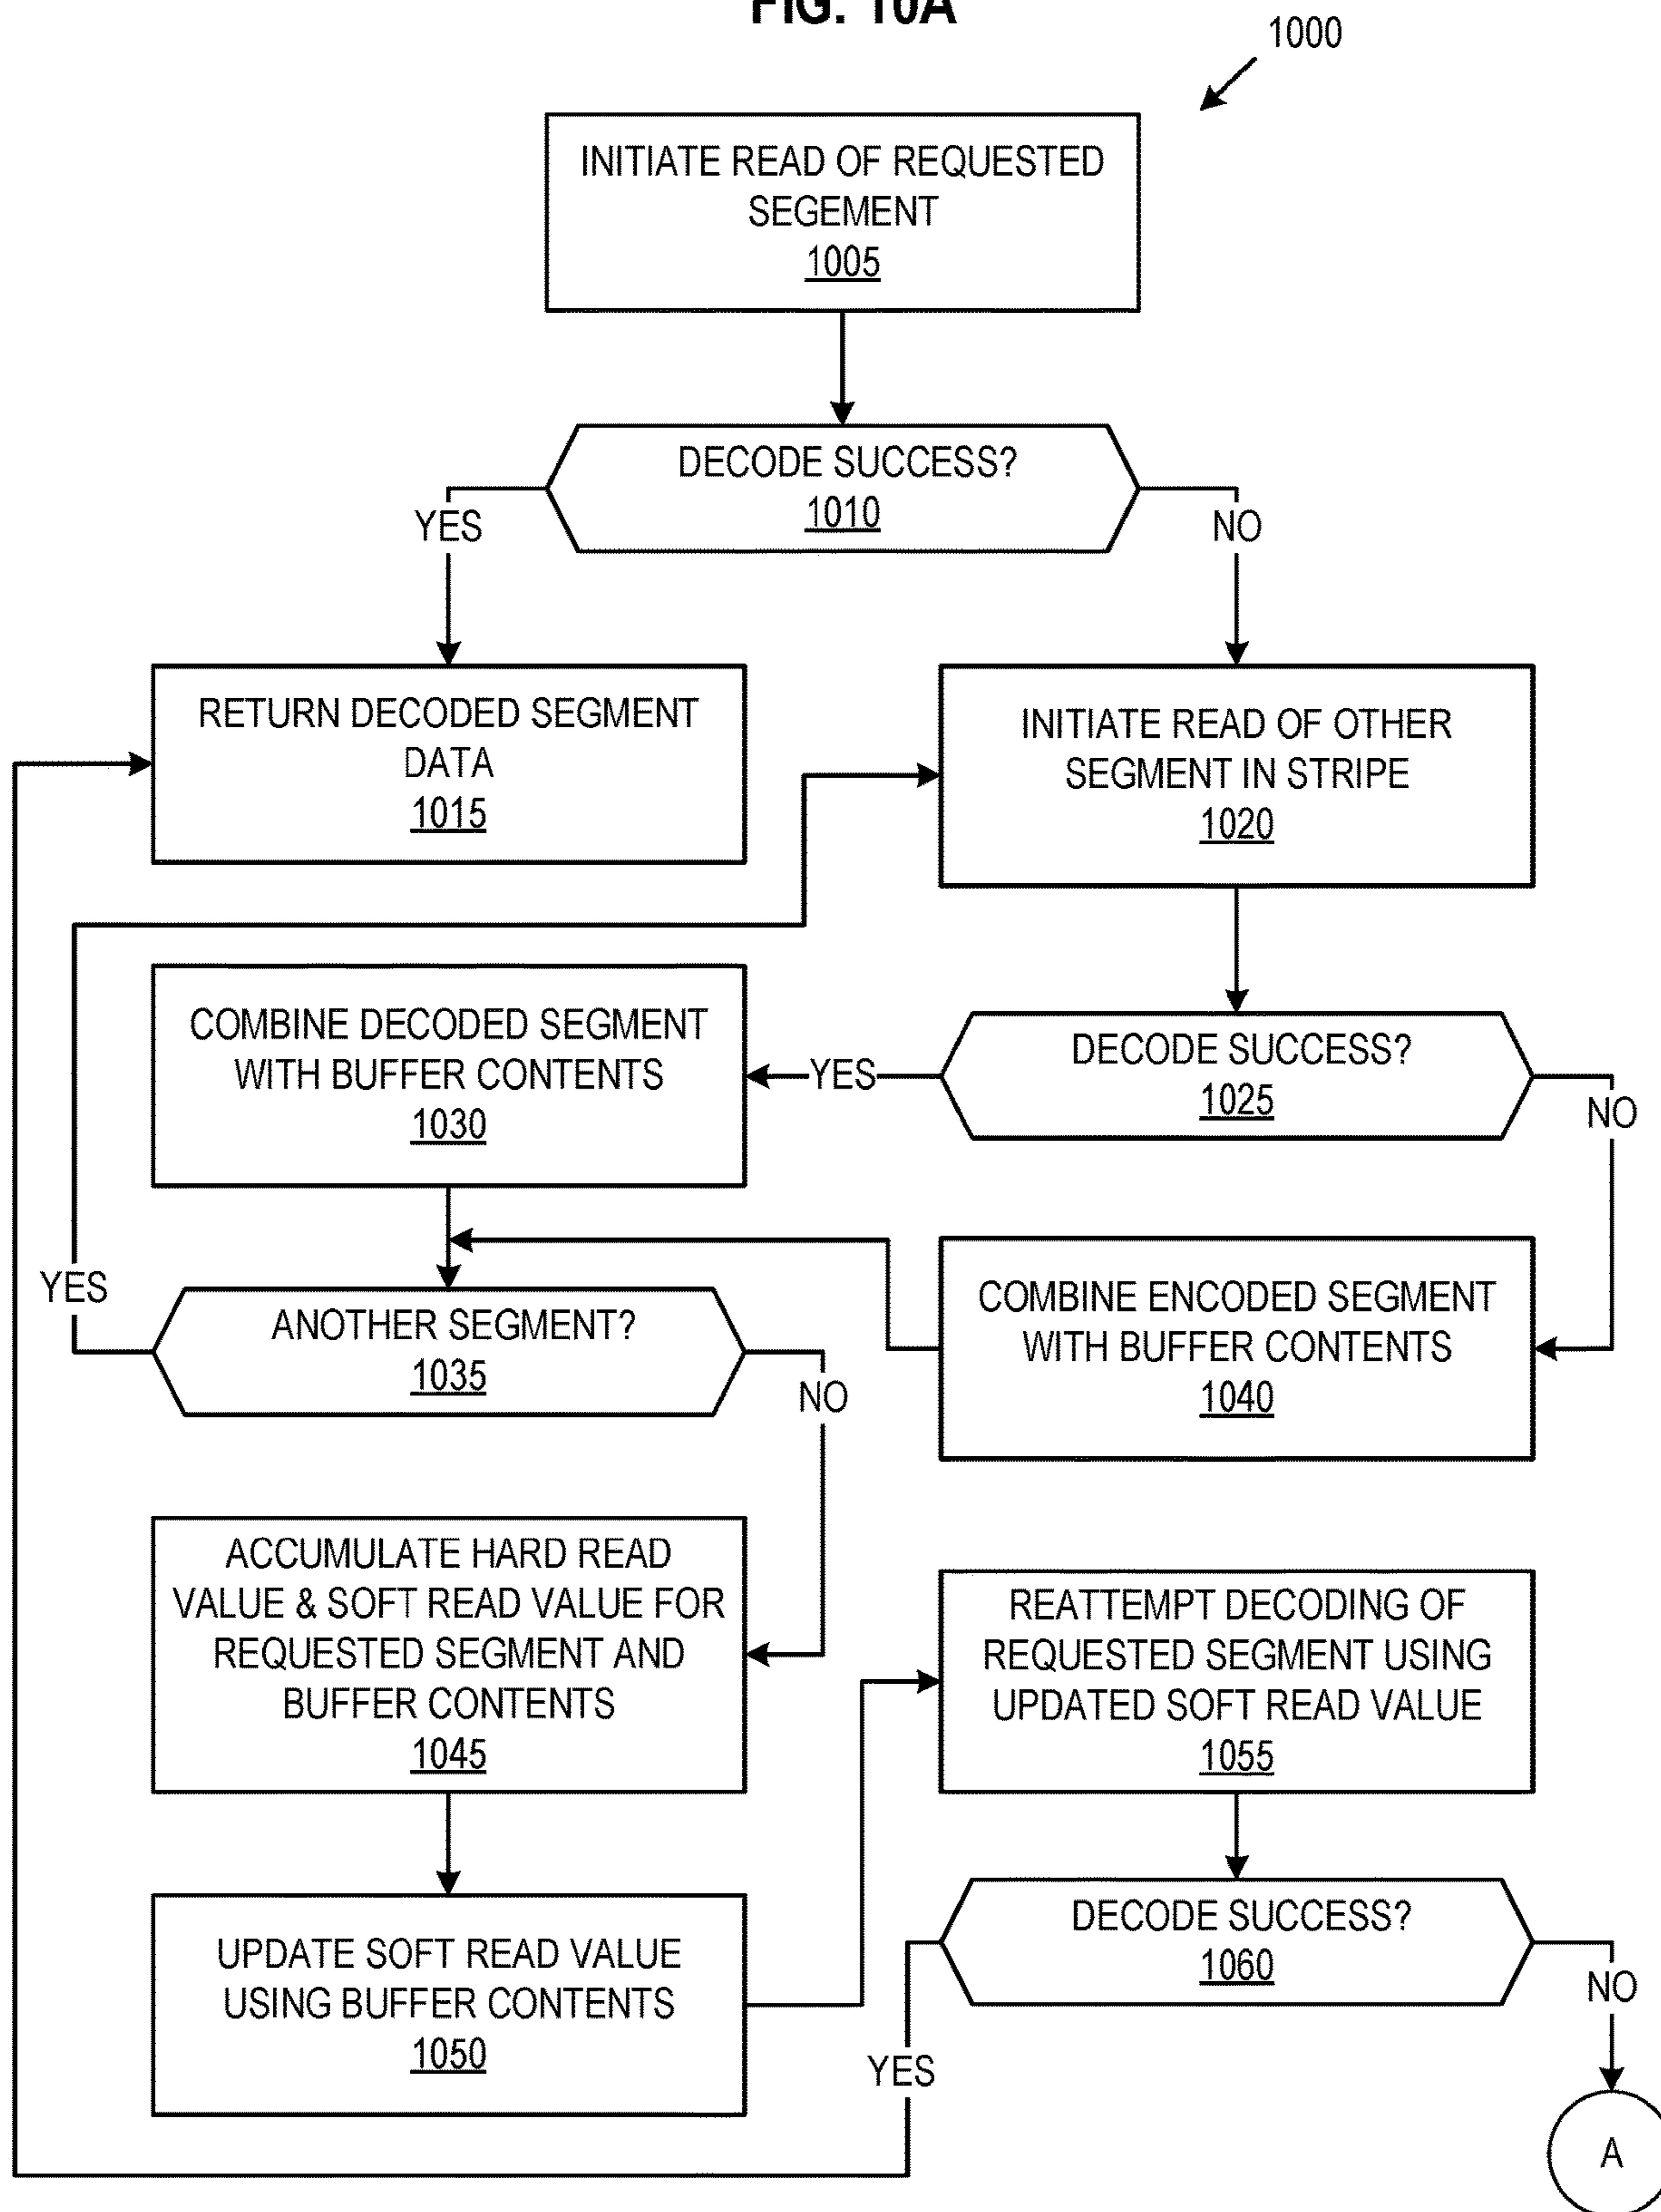 FIG. 10A
1000
INITIATE READ OF REQUESTED
SEGEMENT
1005
DECODE SUCCESS?
1010
YES
NO
RETURN DECODED SEGMENT
DATA
1015
INITIATE READ OF OTHER
SEGMENT IN STRIPE
1020
COMBINE DECODED SEGMENT
WITH BUFFER CONTENTS
1030
YES
DECODE SUCCESS?
1025
NO
YES
ANOTHER SEGMENT?
1035
NO
COMBINE ENCODED SEGMENT
WITH BUFFER CONTENTS
1040
ACCUMULATE HARD READ
VALUE & SOFT READ VALUE FOR
REQUESTED SEGMENT AND
BUFFER CONTENTS
1045
REATTEMPT DECODING OF
REQUESTED SEGMENT USING
UPDATED SOFT READ VALUE
1055
UPDATE SOFT READ VALUE
USING BUFFER CONTENTS
1050
DECODE SUCCESS?
1060
YES
NO
A